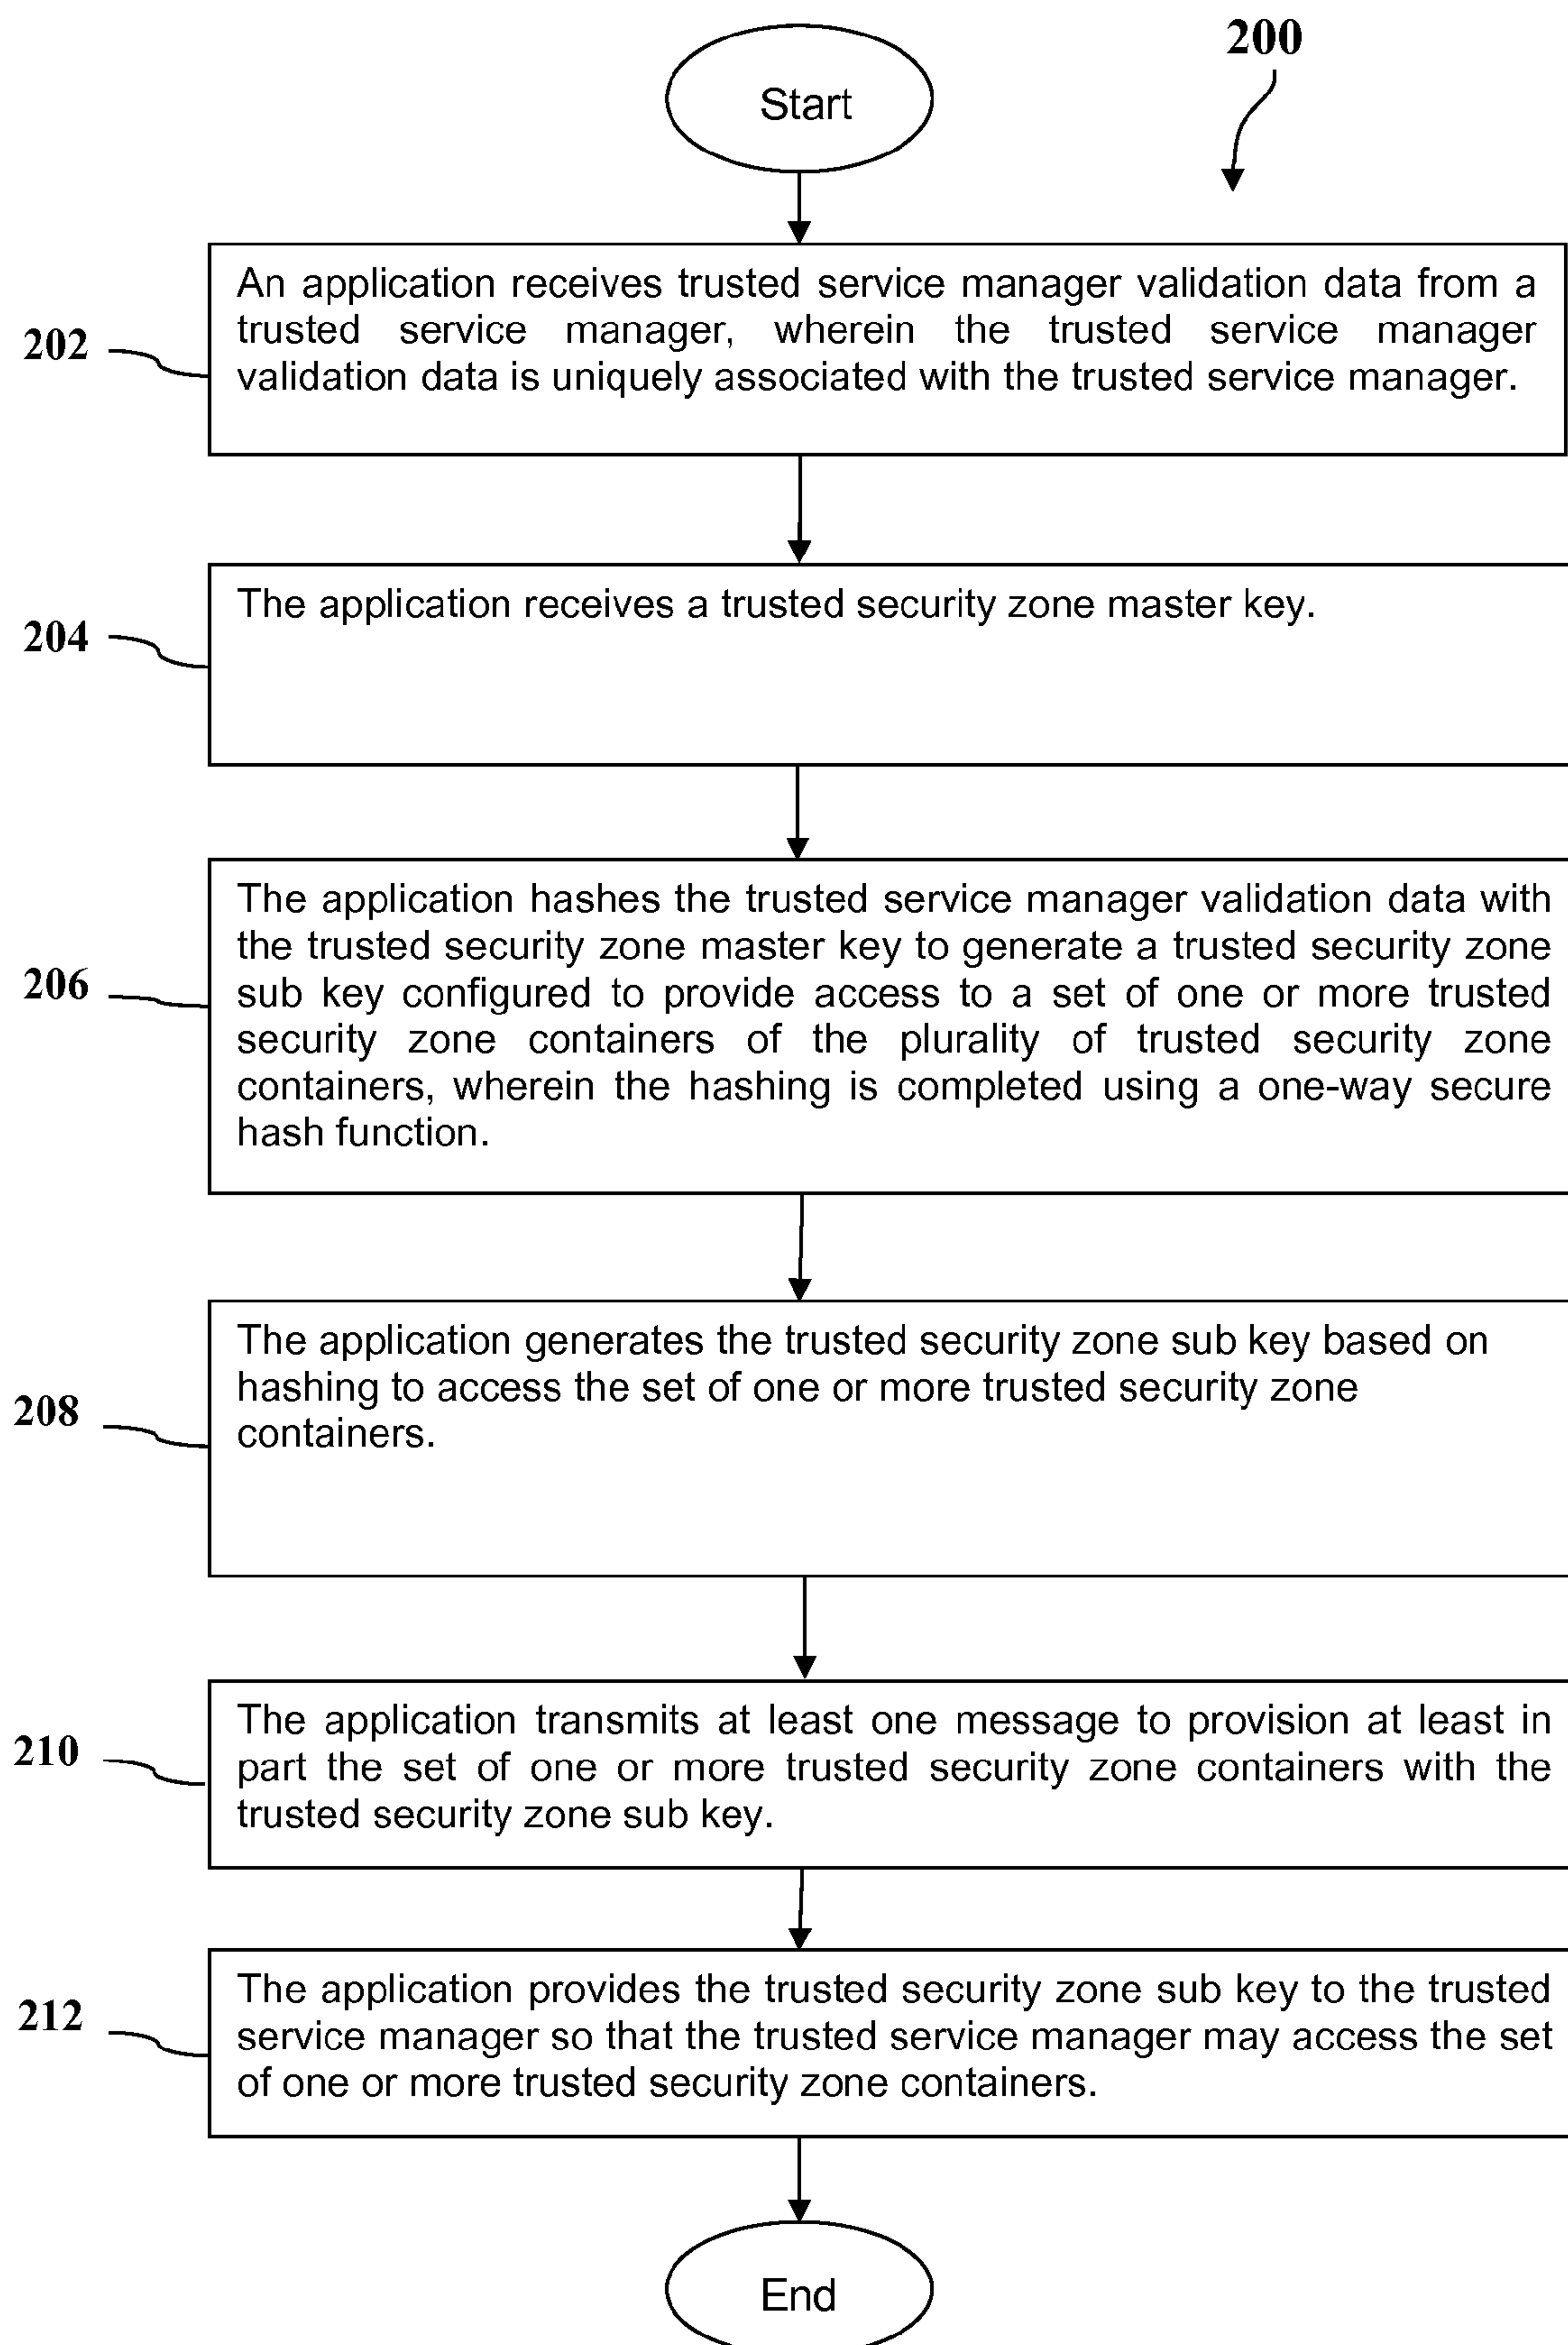 200
Start
202
An application receives trusted service manager validation data from a
trusted service manager, wherein the trusted service manager
validation data is uniquely associated with the trusted service manager.
204
The application receives a trusted security zone master key.
206
The application hashes the trusted service manager validation data with
the trusted security zone master key to generate a trusted security zone
sub key configured to provide access to a set of one or more trusted
security zone containers of the plurality of trusted security zone
containers, wherein the hashing is completed using a one-way secure
hash function.
208
The application generates the trusted security zone sub key based on
hashing to access the set of one or more trusted security zone
containers.
210
The application transmits at least one message to provision at least in
part the set of one or more trusted security zone containers with the
trusted security zone sub key.
212
The application provides the trusted security zone sub key to the trusted
service manager so that the trusted service manager may access the set
of one or more trusted security zone containers.
End